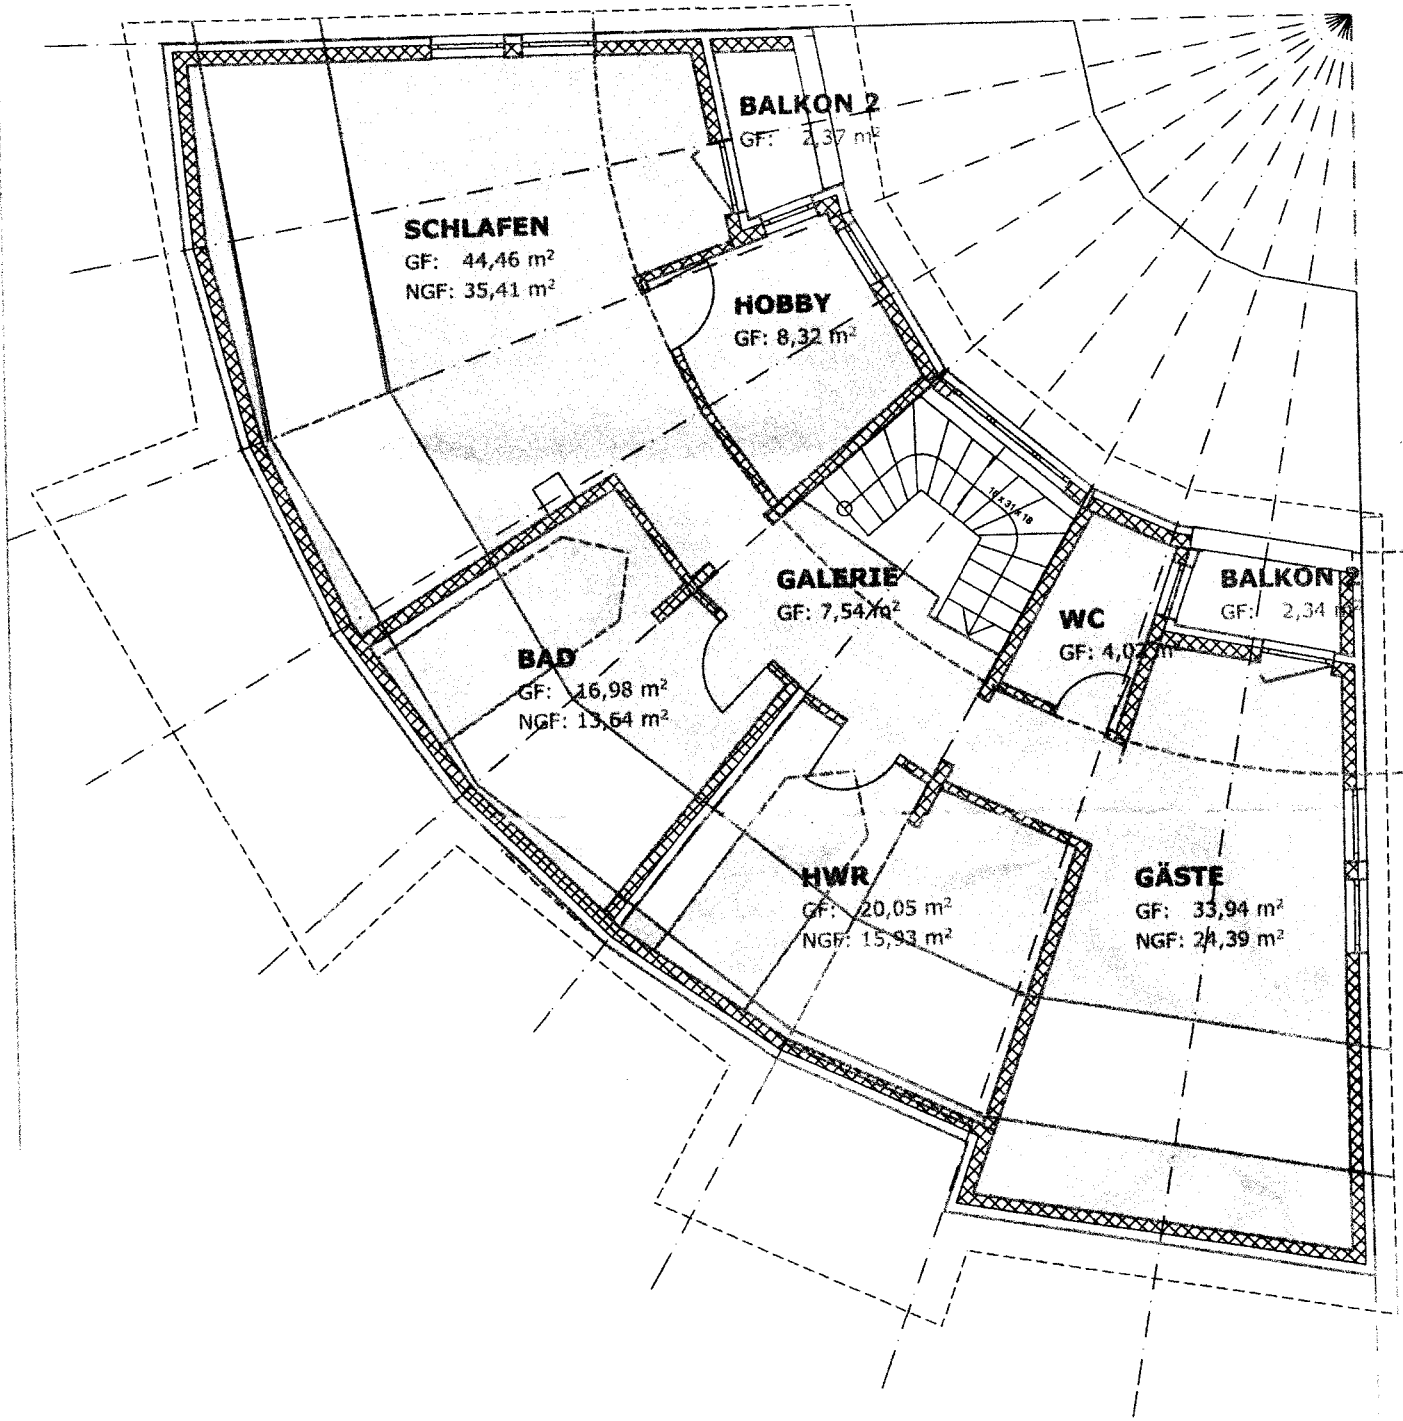 BALKON 2
GF: 2,37 m²
SCHLAFEN
GF: 44,46 m²
NGF: 35,41 m²
HOBBY
GF: 8,32 m²
GALERIE
GF: 7,54 m²
BALKON 2
GF: 2,34 m²
WC
GF: 4,02 m²
BAD
GF: 16,98 m²
NGF: 13,64 m²
HWR
GF: 20,05 m²
NGF: 15,93 m²
GÄSTE
GF: 33,94 m²
NGF: 24,39 m²